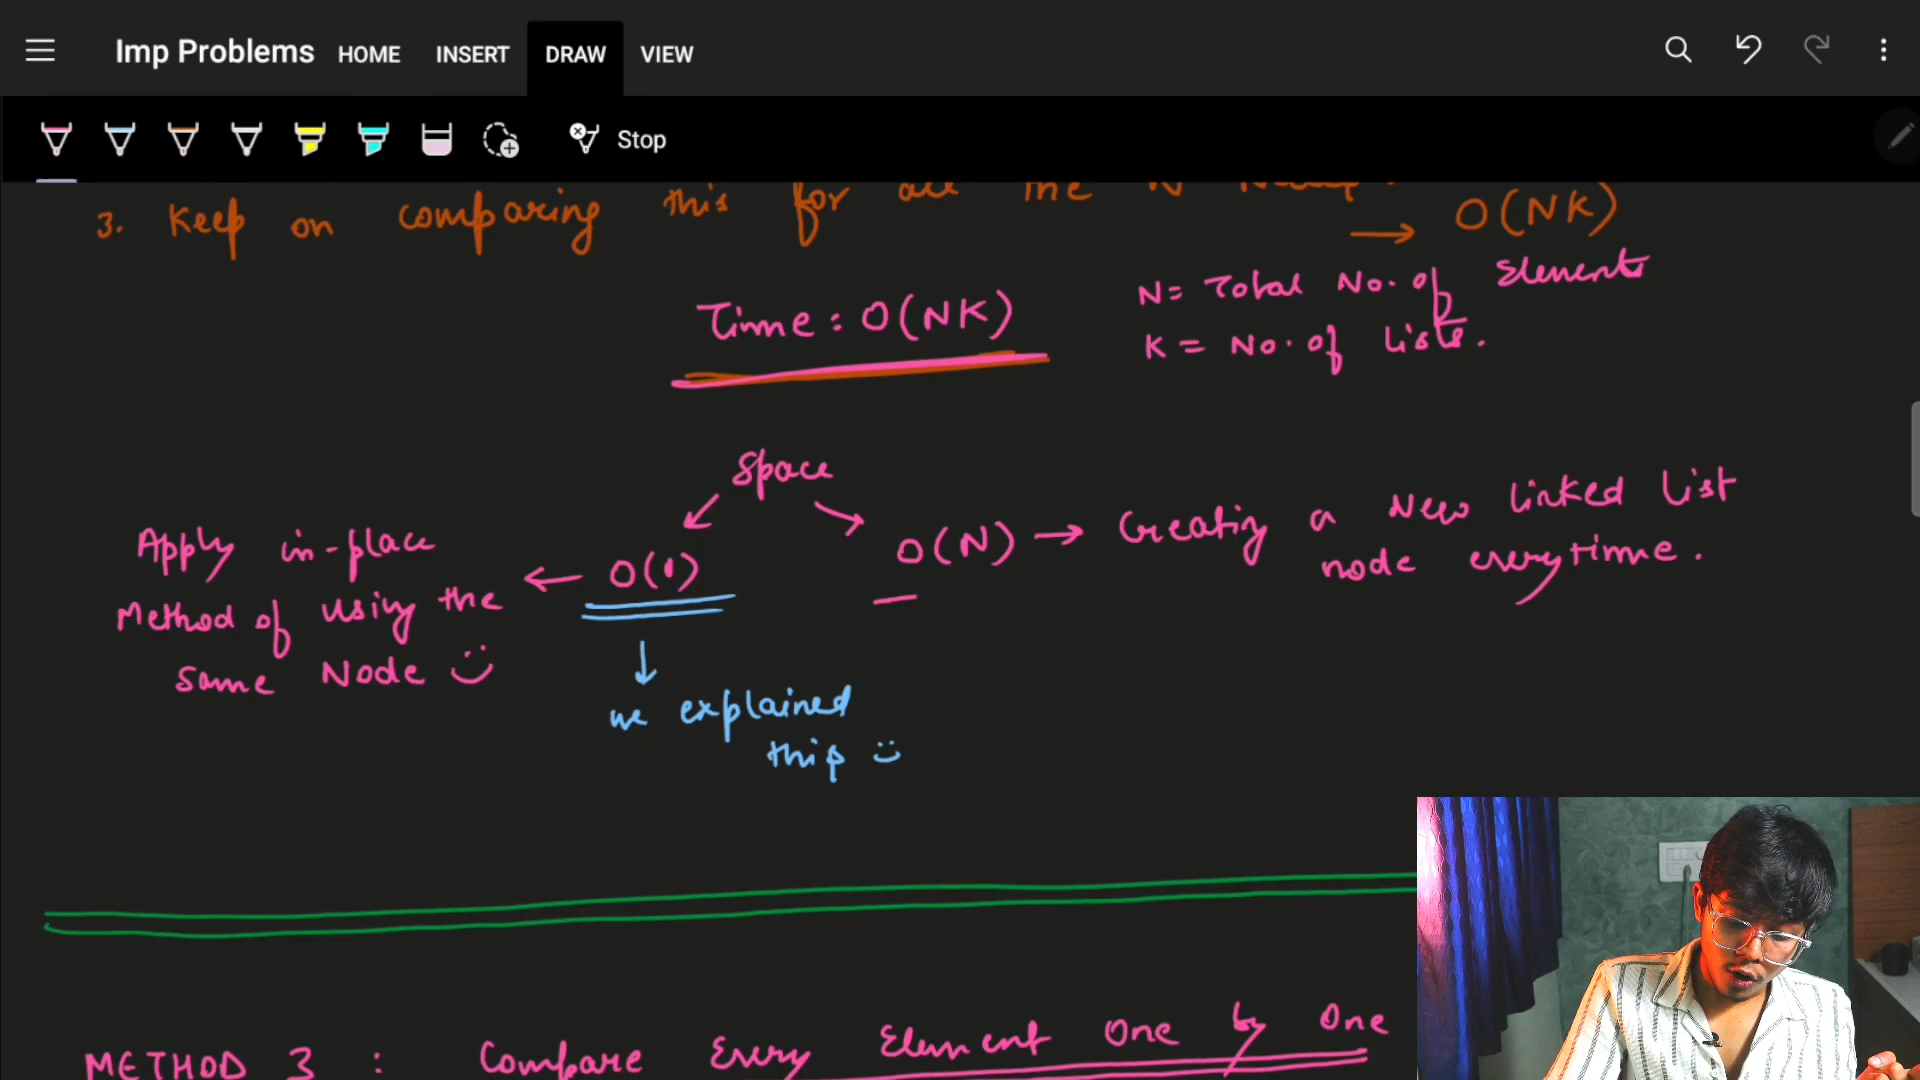 Imp Problems HOME INSERT DRAW VIEW
Stop
3. Keep on comparing this for all the N
→ O(NK)
Time : O(NK)
N = Total No. of Elements
K = No. of Lists.
Space
Apply in-place
Method of using the
same Node
← O(1)
O(N) → Creating a New linked list
node everytime.
we explained
this
METHOD 3 : Compare Every Element One by One